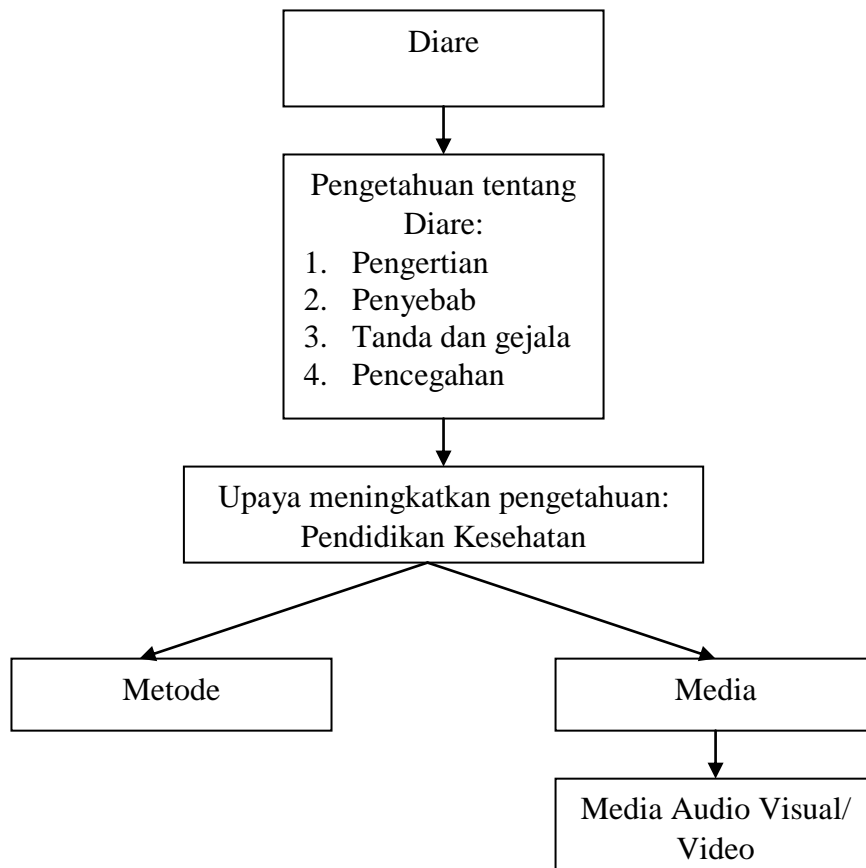 Diare
Pengetahuan tentang
Diare:
1. Pengertian
2. Penyebab
3. Tanda dan gejala
4. Pencegahan
Upaya meningkatkan pengetahuan:
Pendidikan Kesehatan
Metode
Media
Media Audio Visual/
Video